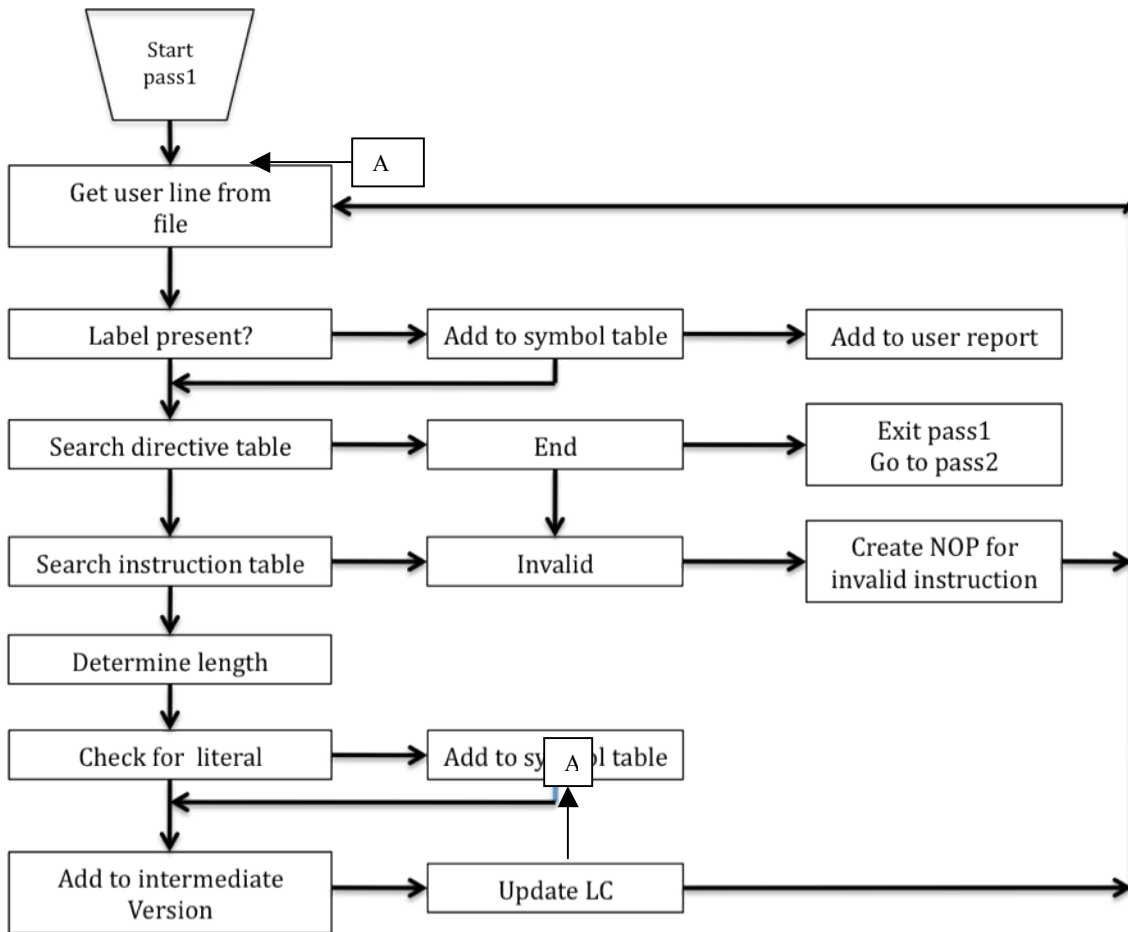 Start
pass1
A
Get user line from
file
Label present?
Add to symbol table
Add to user report
Search directive table
End
Exit pass1
Go to pass2
Search instruction table
Invalid
Create NOP for
invalid instruction
Determine length
Check for literal
Add to sy ol table
A
Add to intermediate
Version
Update LC